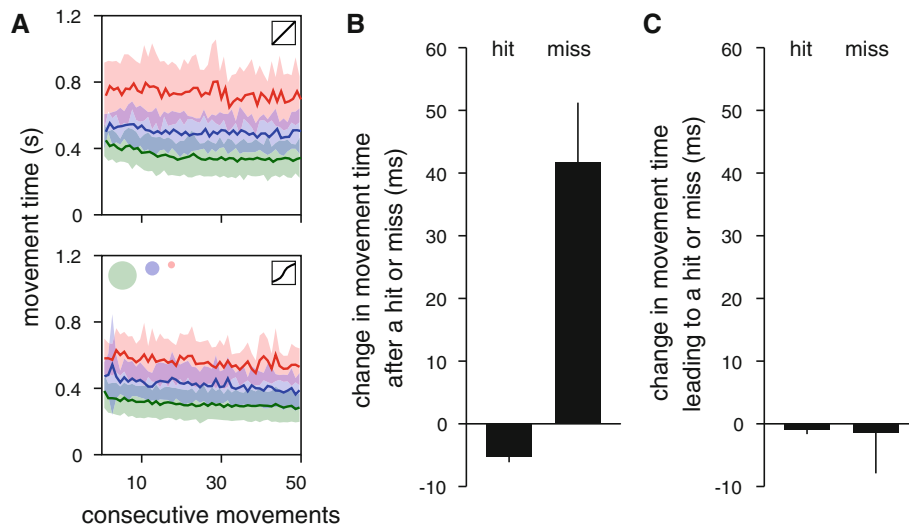 A
1.2
0.8
0.4
0
1.2
0.8
0.4
0
10
30
50
movement time (s)
consecutive movements
B
60
50
40
30
20
10
0
-10
hit
miss
change in movement time
after a hit or miss (ms)
C
60
50
40
30
20
10
0
-10
hit
miss
change in movement time
leading to a hit or miss (ms)